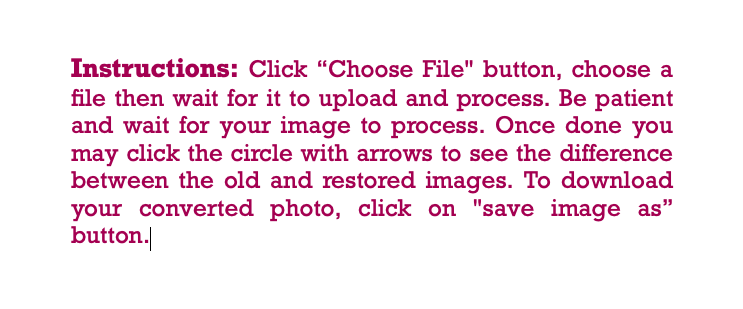 Instructions: Click “Choose File" button, choose a
file then wait for it to upload and process. Be patient
and wait for your image to process. Once done you
may click the circle with arrows to see the difference
between the old and restored images. To download
your converted photo, click on "save image as”
button.